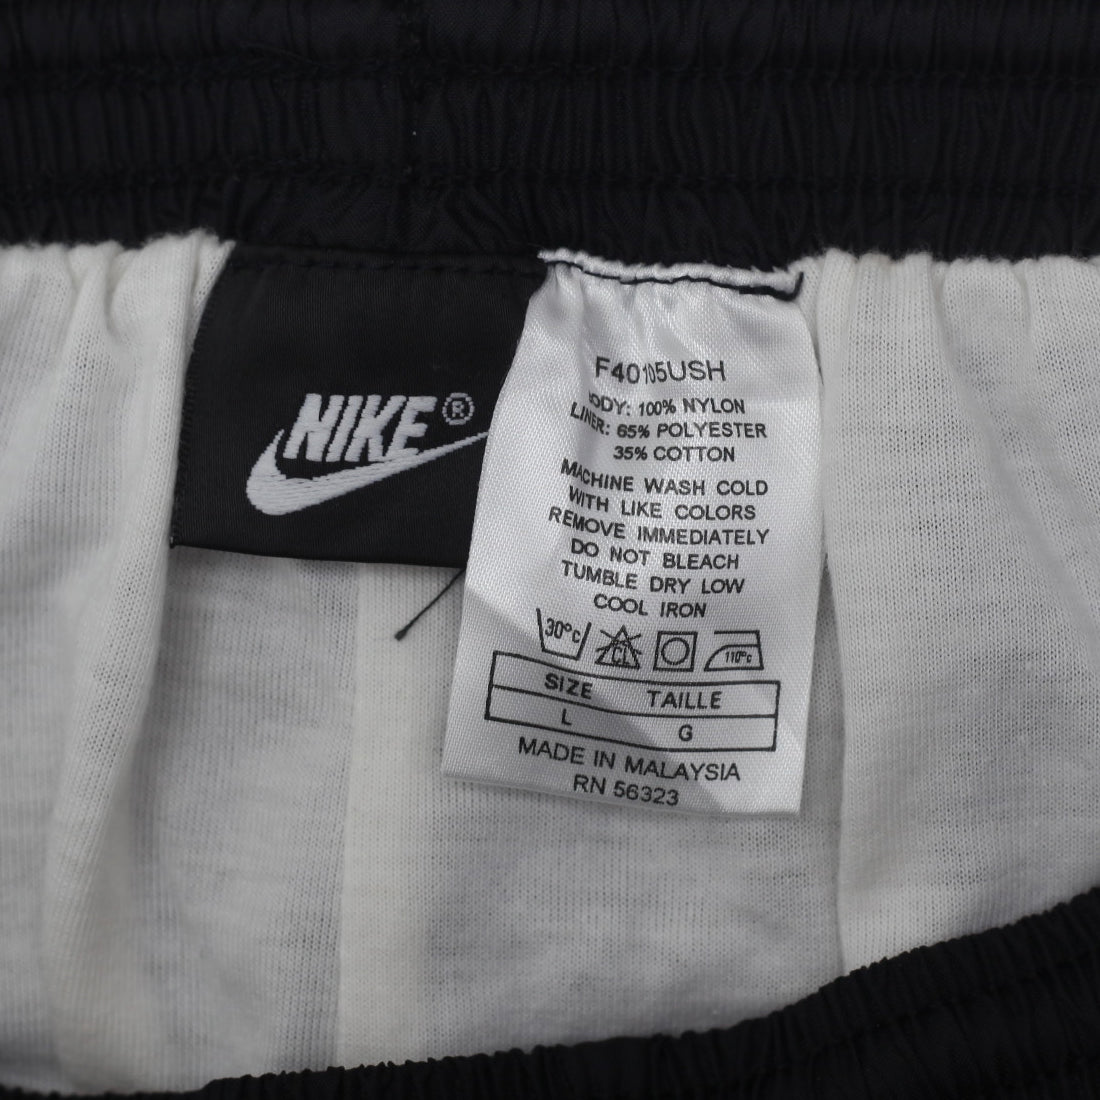 NIKE®
F40105USH
BODY: 100% NYLON
LINER: 65% POLYESTER
35% COTTON
MACHINE WASH COLD
WITH LIKE COLORS
REMOVE IMMEDIATELY
DO NOT BLEACH
TUMBLE DRY LOW
COOL IRON
30°C CL 110°C
SIZE TAILLE
L G
MADE IN MALAYSIA
RN 56323